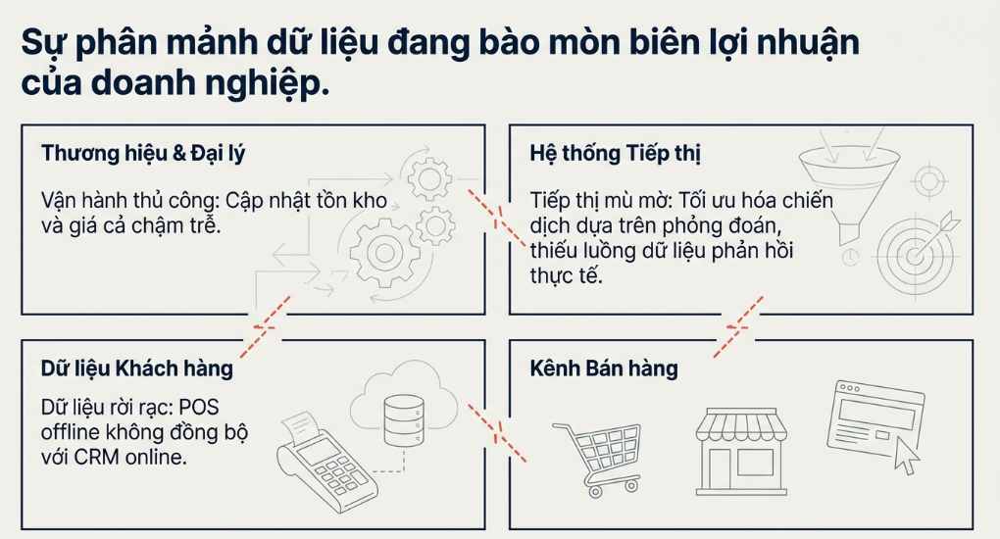 Sự phân mảnh dữ liệu đang bào mòn biên lợi nhuận
của doanh nghiệp.
Thương hiệu & Đại lý
Vận hành thủ công: Cập nhật tồn kho
và giá cả chậm trễ.
Hệ thống Tiếp thị
Tiếp thị mù mờ: Tối ưu hóa chiến
dịch dựa trên phỏng đoán,
thiếu luồng dữ liệu phản hồi
thực tế.
Dữ liệu Khách hàng
Dữ liệu rời rạc: POS
offline không đồng bộ
với CRM online.
Kênh Bán hàng